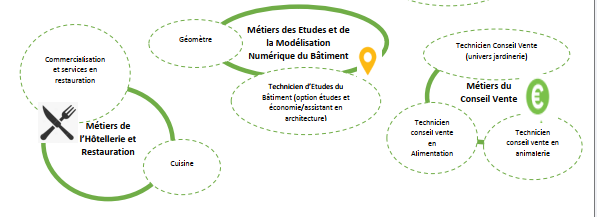 Commercialisation
et services en
restauration
Métiers de
l'Hôtellerie et
Restauration
Cuisine
Géomètre
Métiers des Etudes et de
la Modélisation
Numérique du Bâtiment
Technicien d'Etudes du
Bâtiment (option études et
économie/assistant en
architecture)
Technicien Conseil Vente
(univers jardinerie)
Métiers du
Conseil Vente
€
Technicien
conseil vente
en
Alimentation
Technicien
conseil vente en
animalerie